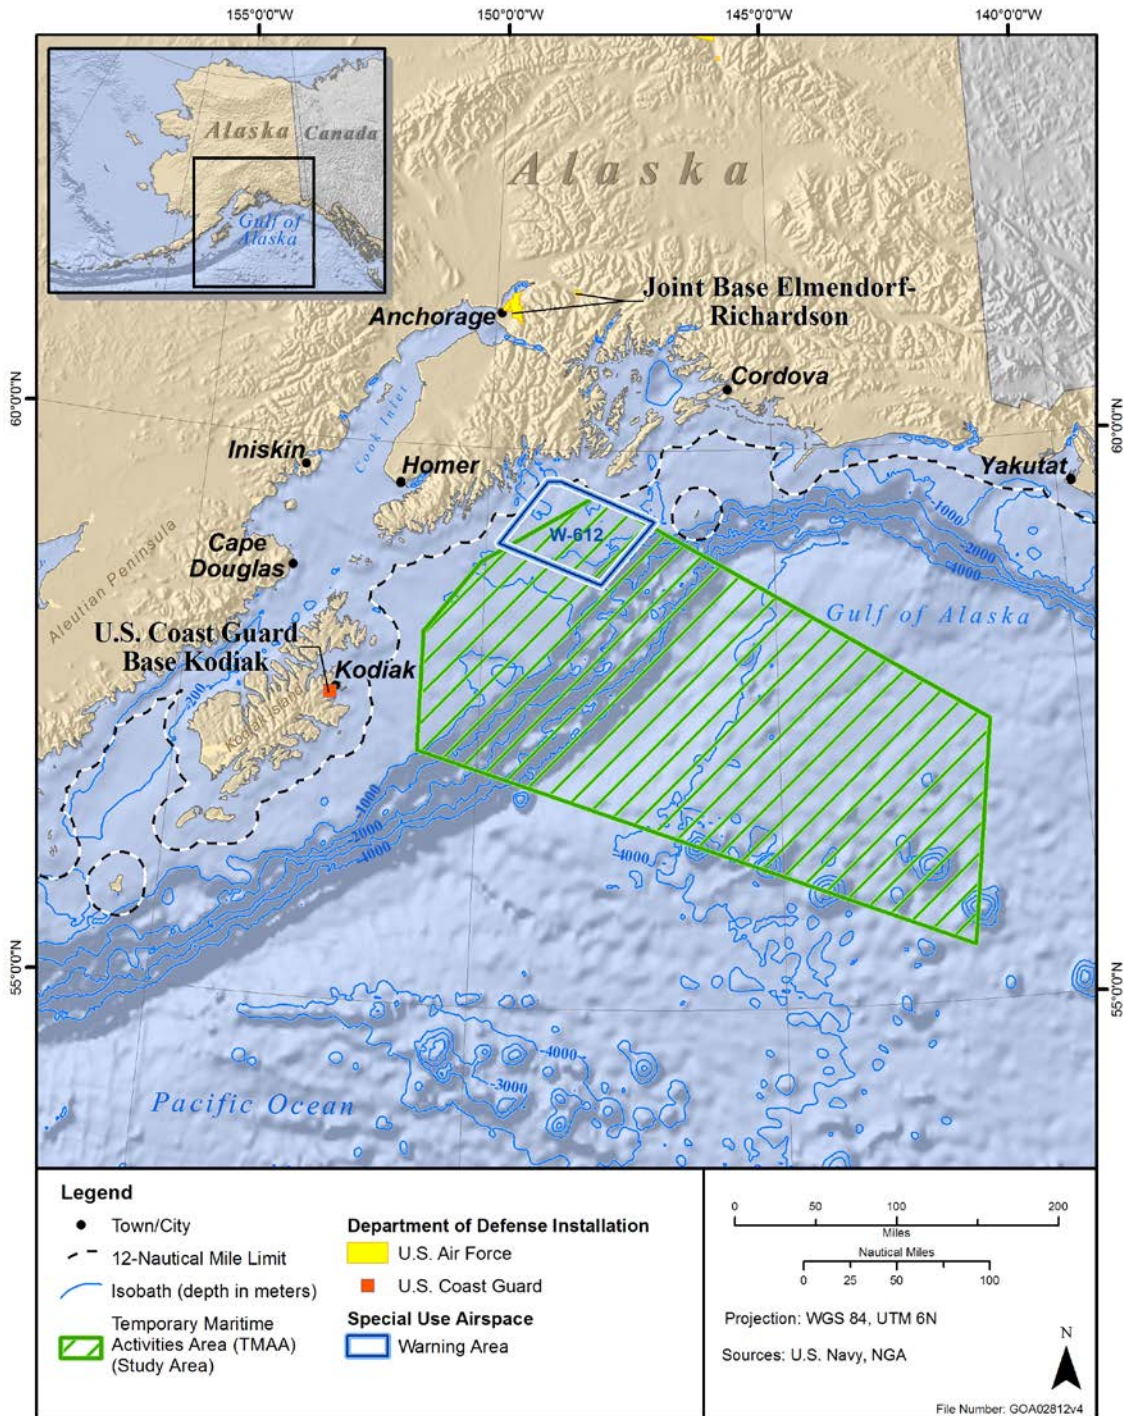 155°0'0"W
150°0'0"W
145°0'0"W
140°0'0"W
Alaska
Canada
Gulf of
Alaska
Alaska
Joint Base Elmendorf-
Richardson
Anchorage
Cordova
60°0'0"N
60°0'0"N
Iniskin
Cook Inlet
Homer
Yakutat
-1000
-2000
-4000
W-612
Aleutian Peninsula
Cape
Douglas
Gulf of Alaska
U.S. Coast Guard
Base Kodiak
Kodiak
-200
Kodiak Island
-1000
-2000
-4000
-4000
55°0'0"N
55°0'0"N
-4000
-3000
Pacific Ocean
Legend
Town/City
12-Nautical Mile Limit
Isobath (depth in meters)
Temporary Maritime
Activities Area (TMAA)
(Study Area)
Department of Defense Installation
U.S. Air Force
U.S. Coast Guard
Special Use Airspace
Warning Area
0 50 100 200
Miles
Nautical Miles
0 25 50 100
Projection: WGS 84, UTM 6N
Sources: U.S. Navy, NGA
N
File Number: GOA02812v4